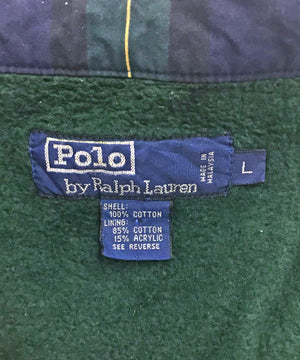 Polo
by Ralph Lauren
MADE IN
MALAYSIA
L
SHELL:
100% COTTON
LINING:
85% COTTON
15% ACRYLIC
SEE REVERSE